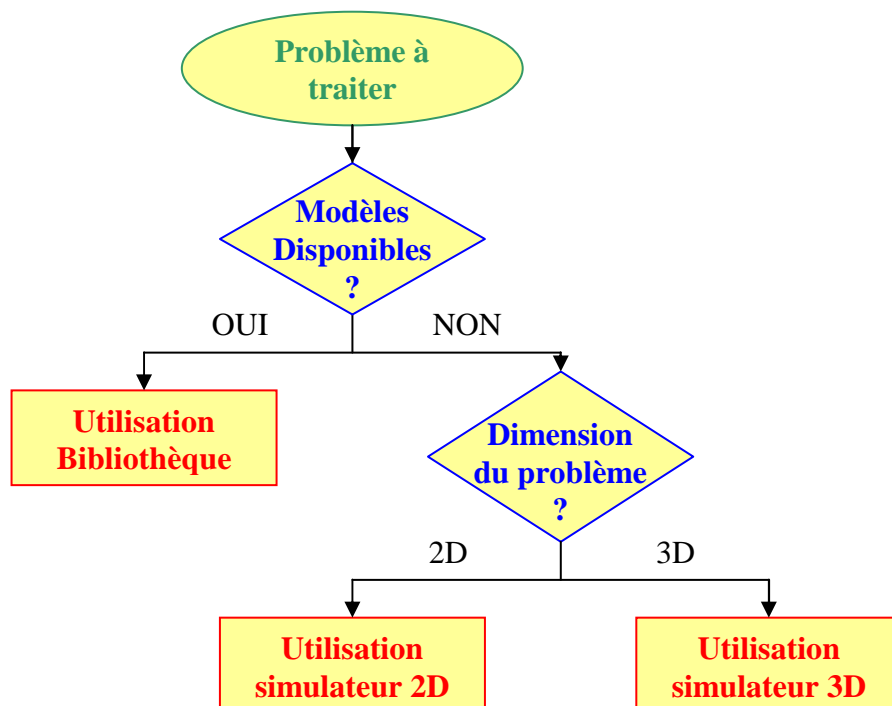 Problème à
traiter
Modèles
Disponibles
?
OUI
NON
Utilisation
Bibliothèque
Dimension
du problème
?
2D
3D
Utilisation
simulateur 2D
Utilisation
simulateur 3D